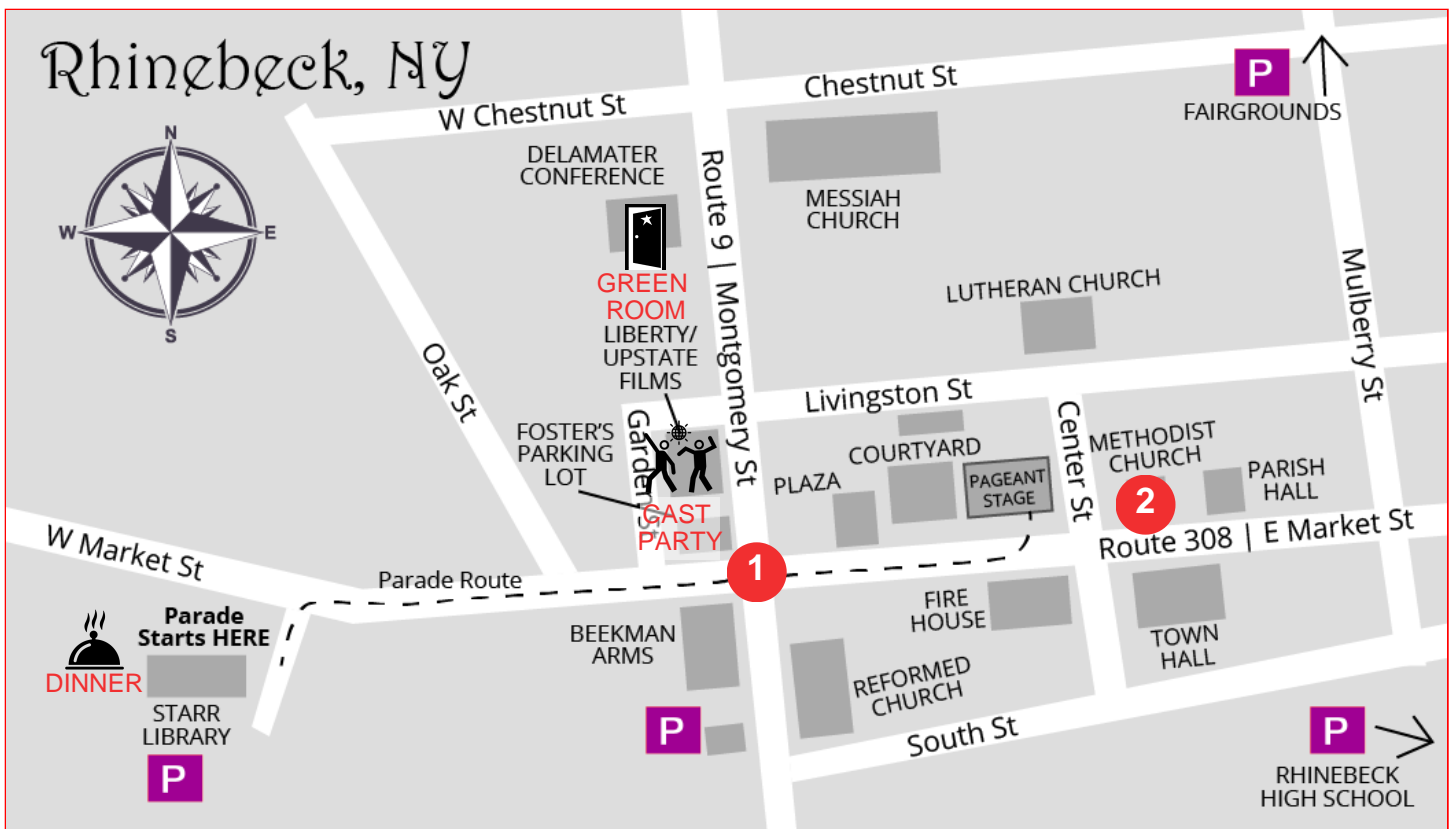 Rhinebeck, NY
N
W
E
S
W Chestnut St
Chestnut St
P
FAIRGROUNDS
DELAMATER
CONFERENCE
GREEN
ROOM
Route 9 | Montgomery St
MESSIAH
CHURCH
LUTHERAN CHURCH
Mulberry St
Oak St
LIBERTY/
UPSTATE
FILMS
Livingston St
Garden St
FOSTER'S
PARKING
LOT
CAST
PARTY
PLAZA
COURTYARD
PAGEANT
STAGE
Center St
METHODIST
CHURCH
2
PARISH
HALL
Route 308 | E Market St
1
W Market St
Parade Route
Parade
Starts HERE
DINNER
STARR
LIBRARY
P
BEEKMAN
ARMS
P
FIRE
HOUSE
REFORMED
CHURCH
TOWN
HALL
South St
P
RHINEBECK
HIGH SCHOOL